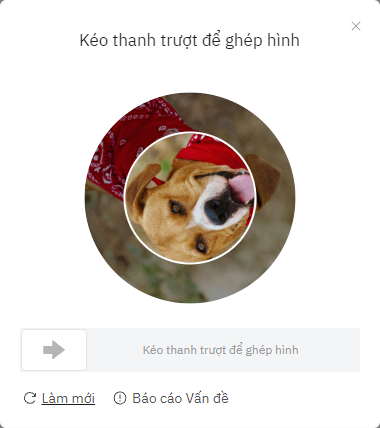 Kéo thanh trượt để ghép hình
Kéo thanh trượt để ghép hình
Làm mới
Báo cáo Vấn đề